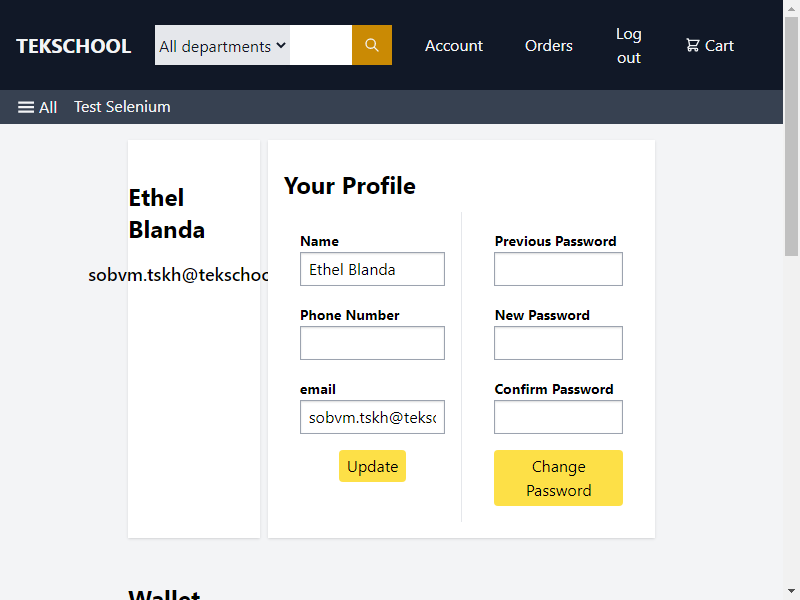 TEKSCHOOL
All departments
Account
Orders
Log out
Cart
All
Test Selenium
Ethel
Blanda
sobvm.tskh@tekschoo
Your Profile
Name
Ethel Blanda
Phone Number
email
sobvm.tskh@teks
Update
Previous Password
New Password
Confirm Password
Change
Password
Wallet